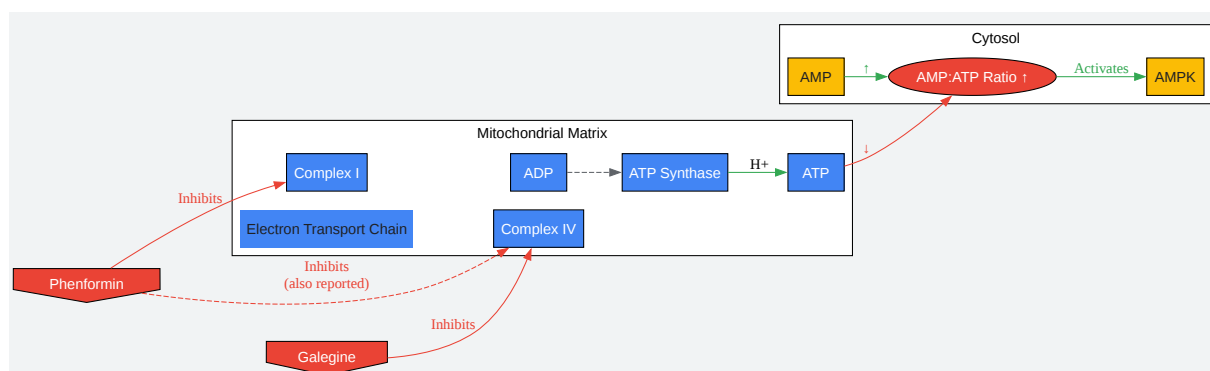 Cytosol
AMP
↑
AMP:ATP Ratio ↑
Activates
AMPK
↓
Mitochondrial Matrix
Complex I
ADP
ATP Synthase
H+
ATP
Inhibits
Electron Transport Chain
Complex IV
Inhibits
(also reported)
Phenformin
Inhibits
Galegine